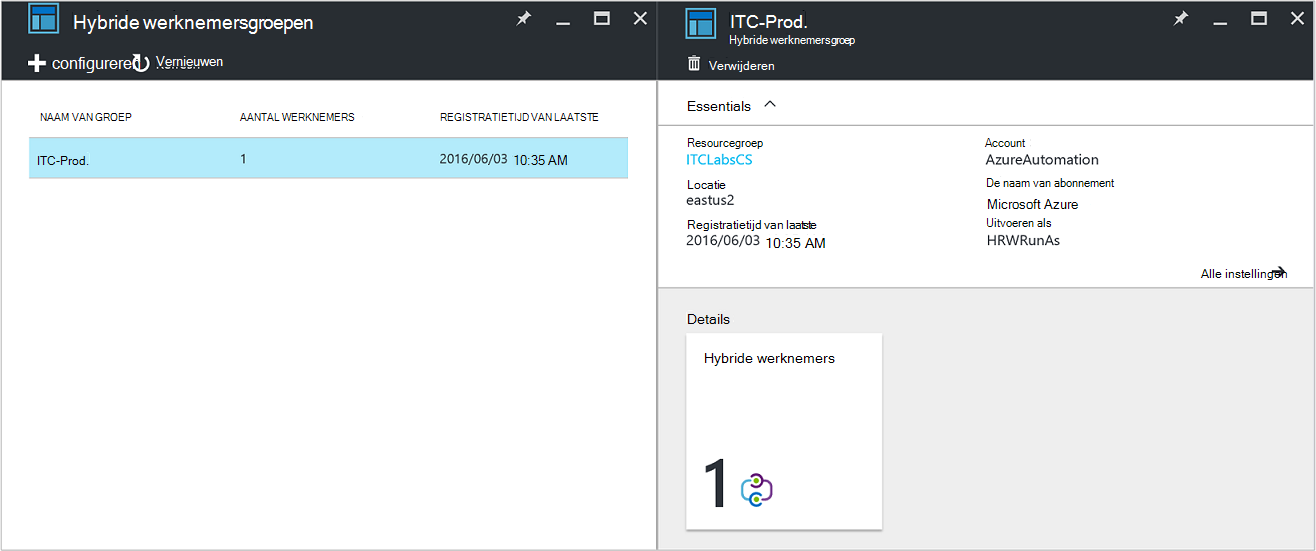 Hybride werknemersgroepen
configureren Vernieuwen
NAAM VAN GROEP AANTAL WERKNEMERS REGISTRATIETIJD VAN LAATSTE
ITC-Prod. 1 2016/06/03 10:35 AM
ITC-Prod.
Hybride werknemersgroep
Verwijderen
Essentials
Resourcegroep
ITCLabsCS
Locatie
eastus2
Registratietijd van laatste
2016/06/03 10:35 AM
Account
AzureAutomation
De naam van abonnement
Microsoft Azure
Uitvoeren als
HRWRunAs
Alle instellingen
Details
Hybride werknemers
1